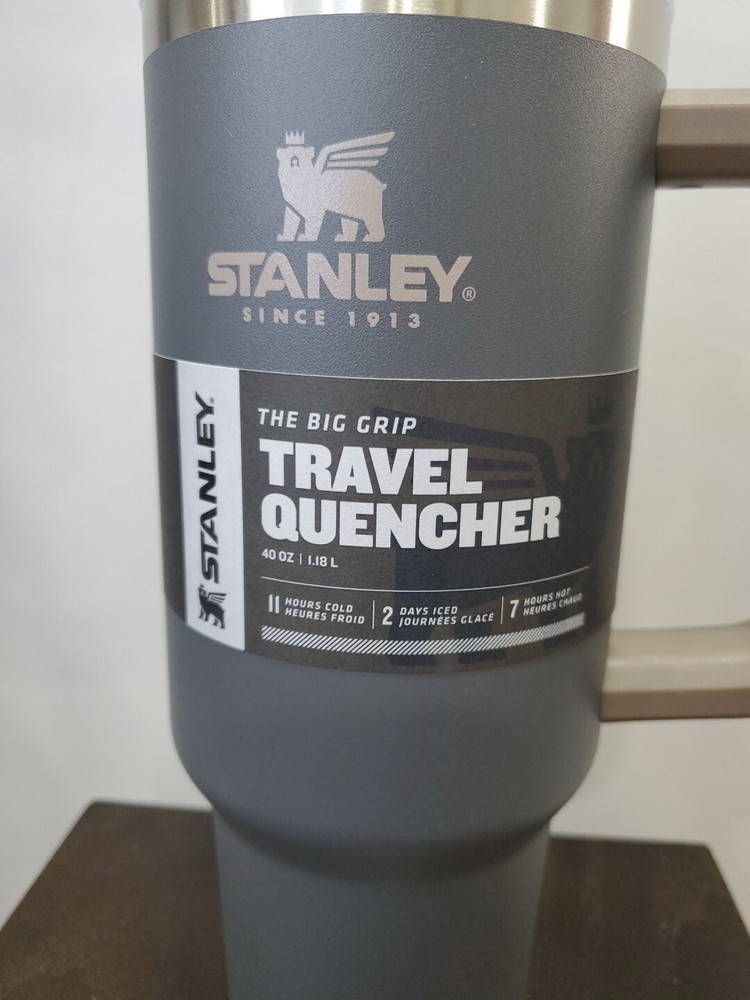 STANLEY®
SINCE 1913
STANLEY.
THE BIG GRIP
TRAVEL
QUENCHER
40 OZ | 1.18 L
11 HOURS COLD
HEURES FROID
2 DAYS ICED
JOURNÉES GLACÉ
7 HOURS HOT
HEURES CHAUD